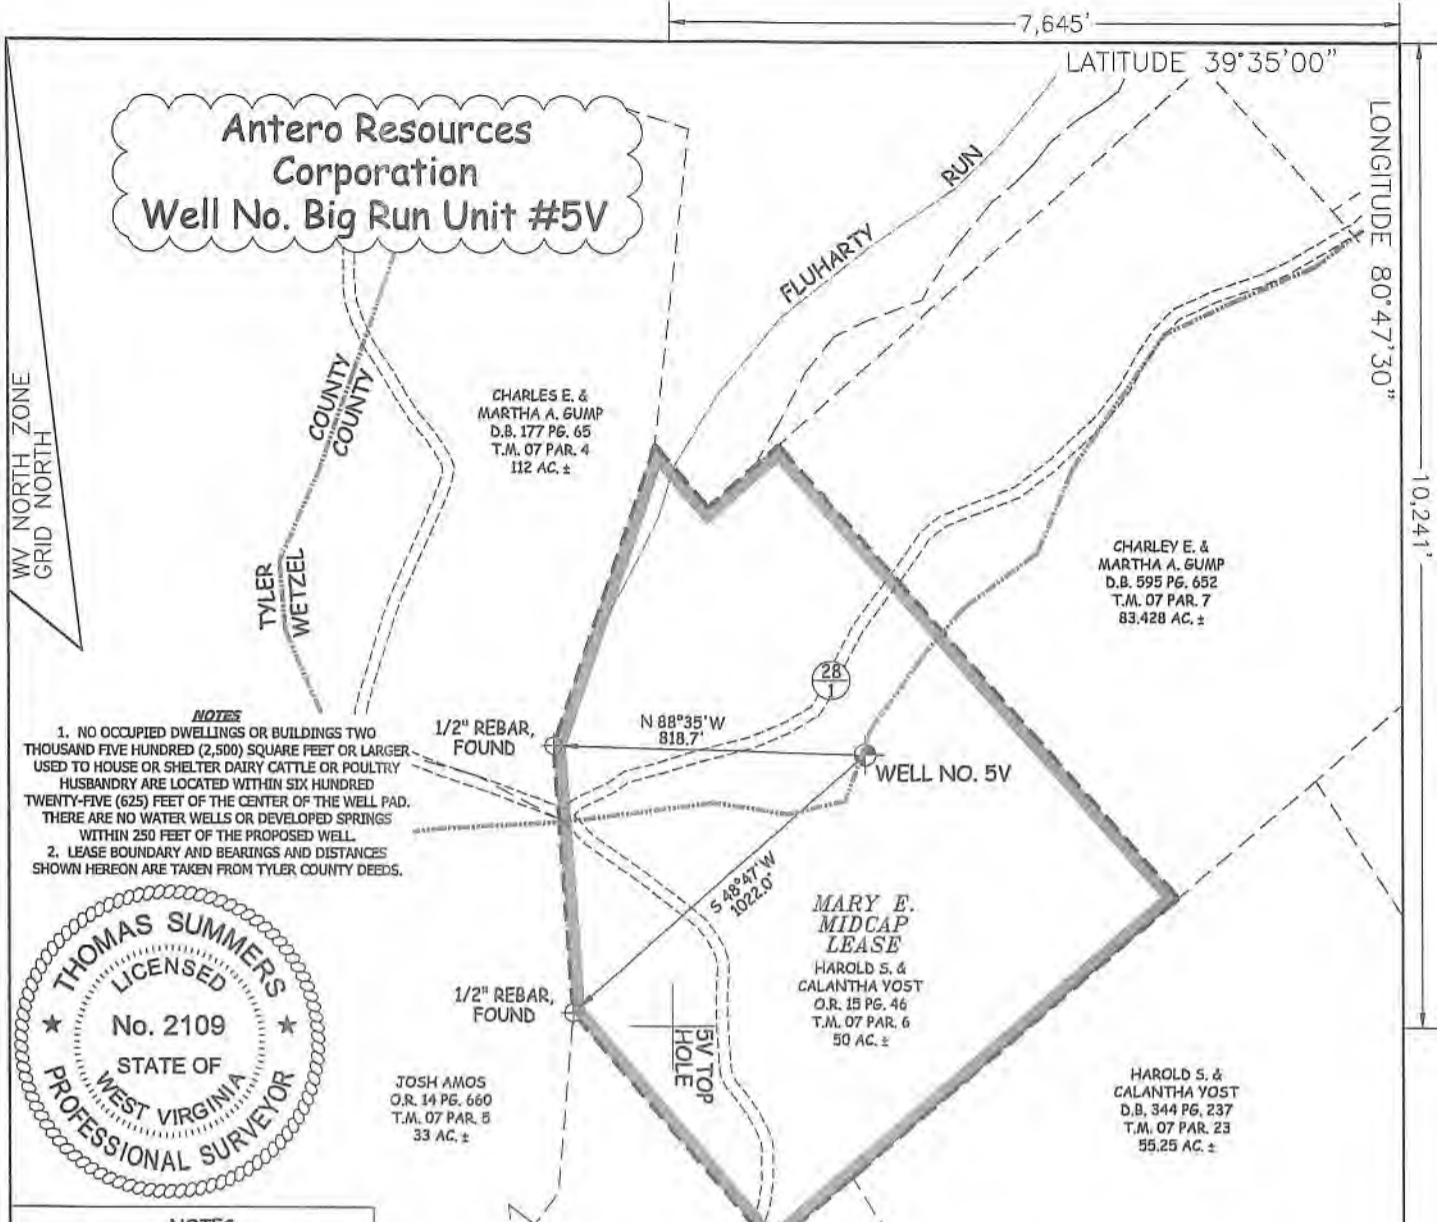 7,645'
LATITUDE 39°35'00"
LONGITUDE 80°47'30"
10,241'
Antero Resources
Corporation
Well No. Big Run Unit #5V
FLUHARTY RUN
WV NORTH ZONE
GRID NORTH
COUNTY
COUNTY
TYLER
WETZEL
CHARLES E. &
MARTHA A. GUMP
D.B. 177 PG. 65
T.M. 07 PAR. 4
112 AC. ±
CHARLEY E. &
MARTHA A. GUMP
D.B. 595 PG. 652
T.M. 07 PAR. 7
83.428 AC. ±
28
1
NOTES
1. NO OCCUPIED DWELLINGS OR BUILDINGS TWO
THOUSAND FIVE HUNDRED (2,500) SQUARE FEET OR LARGER
USED TO HOUSE OR SHELTER DAIRY CATTLE OR POULTRY
HUSBANDRY ARE LOCATED WITHIN SIX HUNDRED
TWENTY-FIVE (625) FEET OF THE CENTER OF THE WELL PAD.
THERE ARE NO WATER WELLS OR DEVELOPED SPRINGS
WITHIN 250 FEET OF THE PROPOSED WELL.
2. LEASE BOUNDARY AND BEARINGS AND DISTANCES
SHOWN HEREON ARE TAKEN FROM TYLER COUNTY DEEDS.
1/2" REBAR,
FOUND
N 88°35'W
818.7'
WELL NO. 5V
S 48°47'W
1022.0'
MARY E.
MIDCAP
LEASE
HAROLD S. &
CALANTHA YOST
O.R. 15 PG. 46
T.M. 07 PAR. 6
50 AC. ±
1/2" REBAR,
FOUND
5V TOP
HOLE
THOMAS SUMMERS
LICENSED
No. 2109
STATE OF
WEST VIRGINIA
PROFESSIONAL SURVEYOR
JOSH AMOS
O.R. 14 PG. 660
T.M. 07 PAR. 5
33 AC. ±
HAROLD S. &
CALANTHA YOST
D.B. 344 PG. 237
T.M. 07 PAR. 23
55.25 AC. ±
NOTES